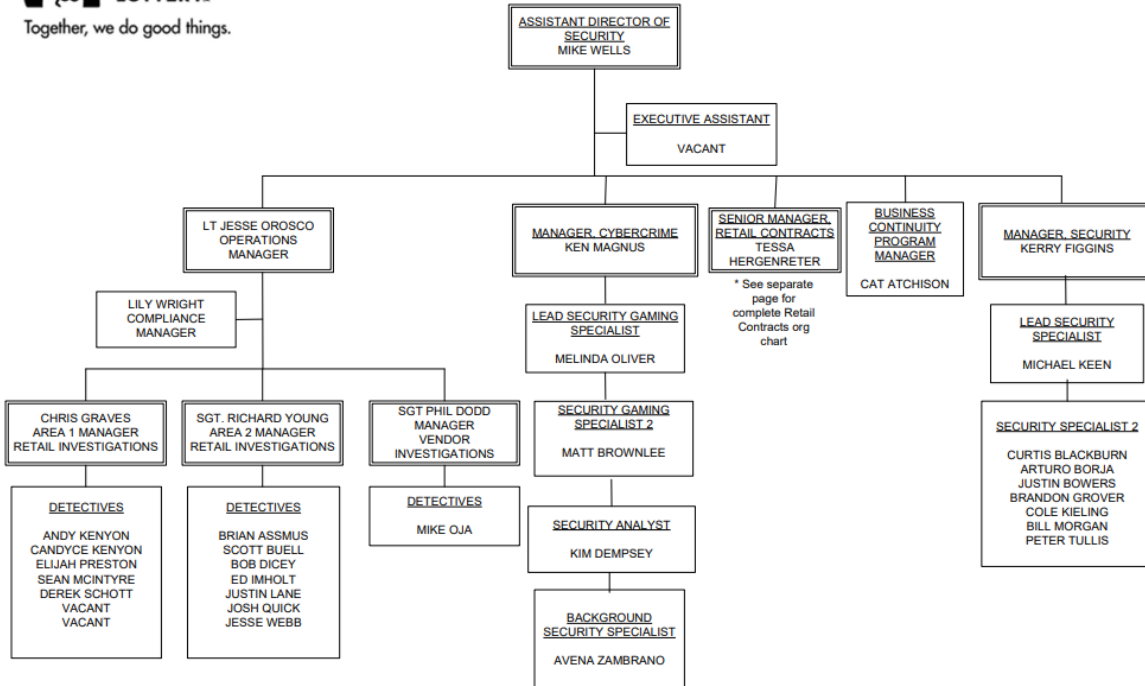 Together, we do good things.
ASSISTANT DIRECTOR OF
SECURITY
MIKE WELLS
EXECUTIVE ASSISTANT
VACANT
LT JESSE OROSCO
OPERATIONS
MANAGER
MANAGER, CYBERCRIME
KEN MAGNUS
SENIOR MANAGER,
RETAIL CONTRACTS
TESSA
HERGENRETER
* See separate
page for
complete Retail
Contracts org
chart
BUSINESS
CONTINUITY
PROGRAM
MANAGER
CAT ATCHISON
MANAGER, SECURITY
KERRY FIGGINS
LILY WRIGHT
COMPLIANCE
MANAGER
LEAD SECURITY GAMING
SPECIALIST
MELINDA OLIVER
LEAD SECURITY
SPECIALIST
MICHAEL KEEN
CHRIS GRAVES
AREA 1 MANAGER
RETAIL INVESTIGATIONS
SGT. RICHARD YOUNG
AREA 2 MANAGER
RETAIL INVESTIGATIONS
SGT PHIL DODD
MANAGER
VENDOR
INVESTIGATIONS
SECURITY GAMING
SPECIALIST 2
MATT BROWNLEE
SECURITY SPECIALIST 2
CURTIS BLACKBURN
ARTURO BORJA
JUSTIN BOWERS
BRANDON GROVER
COLE KIELING
BILL MORGAN
PETER TULLIS
DETECTIVES
ANDY KENYON
CANDYCE KENYON
ELIJAH PRESTON
SEAN MCINTYRE
DEREK SCHOTT
VACANT
VACANT
DETECTIVES
BRIAN ASSMUS
SCOTT BUELL
BOB DICEY
ED IMHOLT
JUSTIN LANE
JOSH QUICK
JESSE WEBB
DETECTIVES
MIKE OJA
SECURITY ANALYST
KIM DEMPSEY
BACKGROUND
SECURITY SPECIALIST
AVENA ZAMBRANO